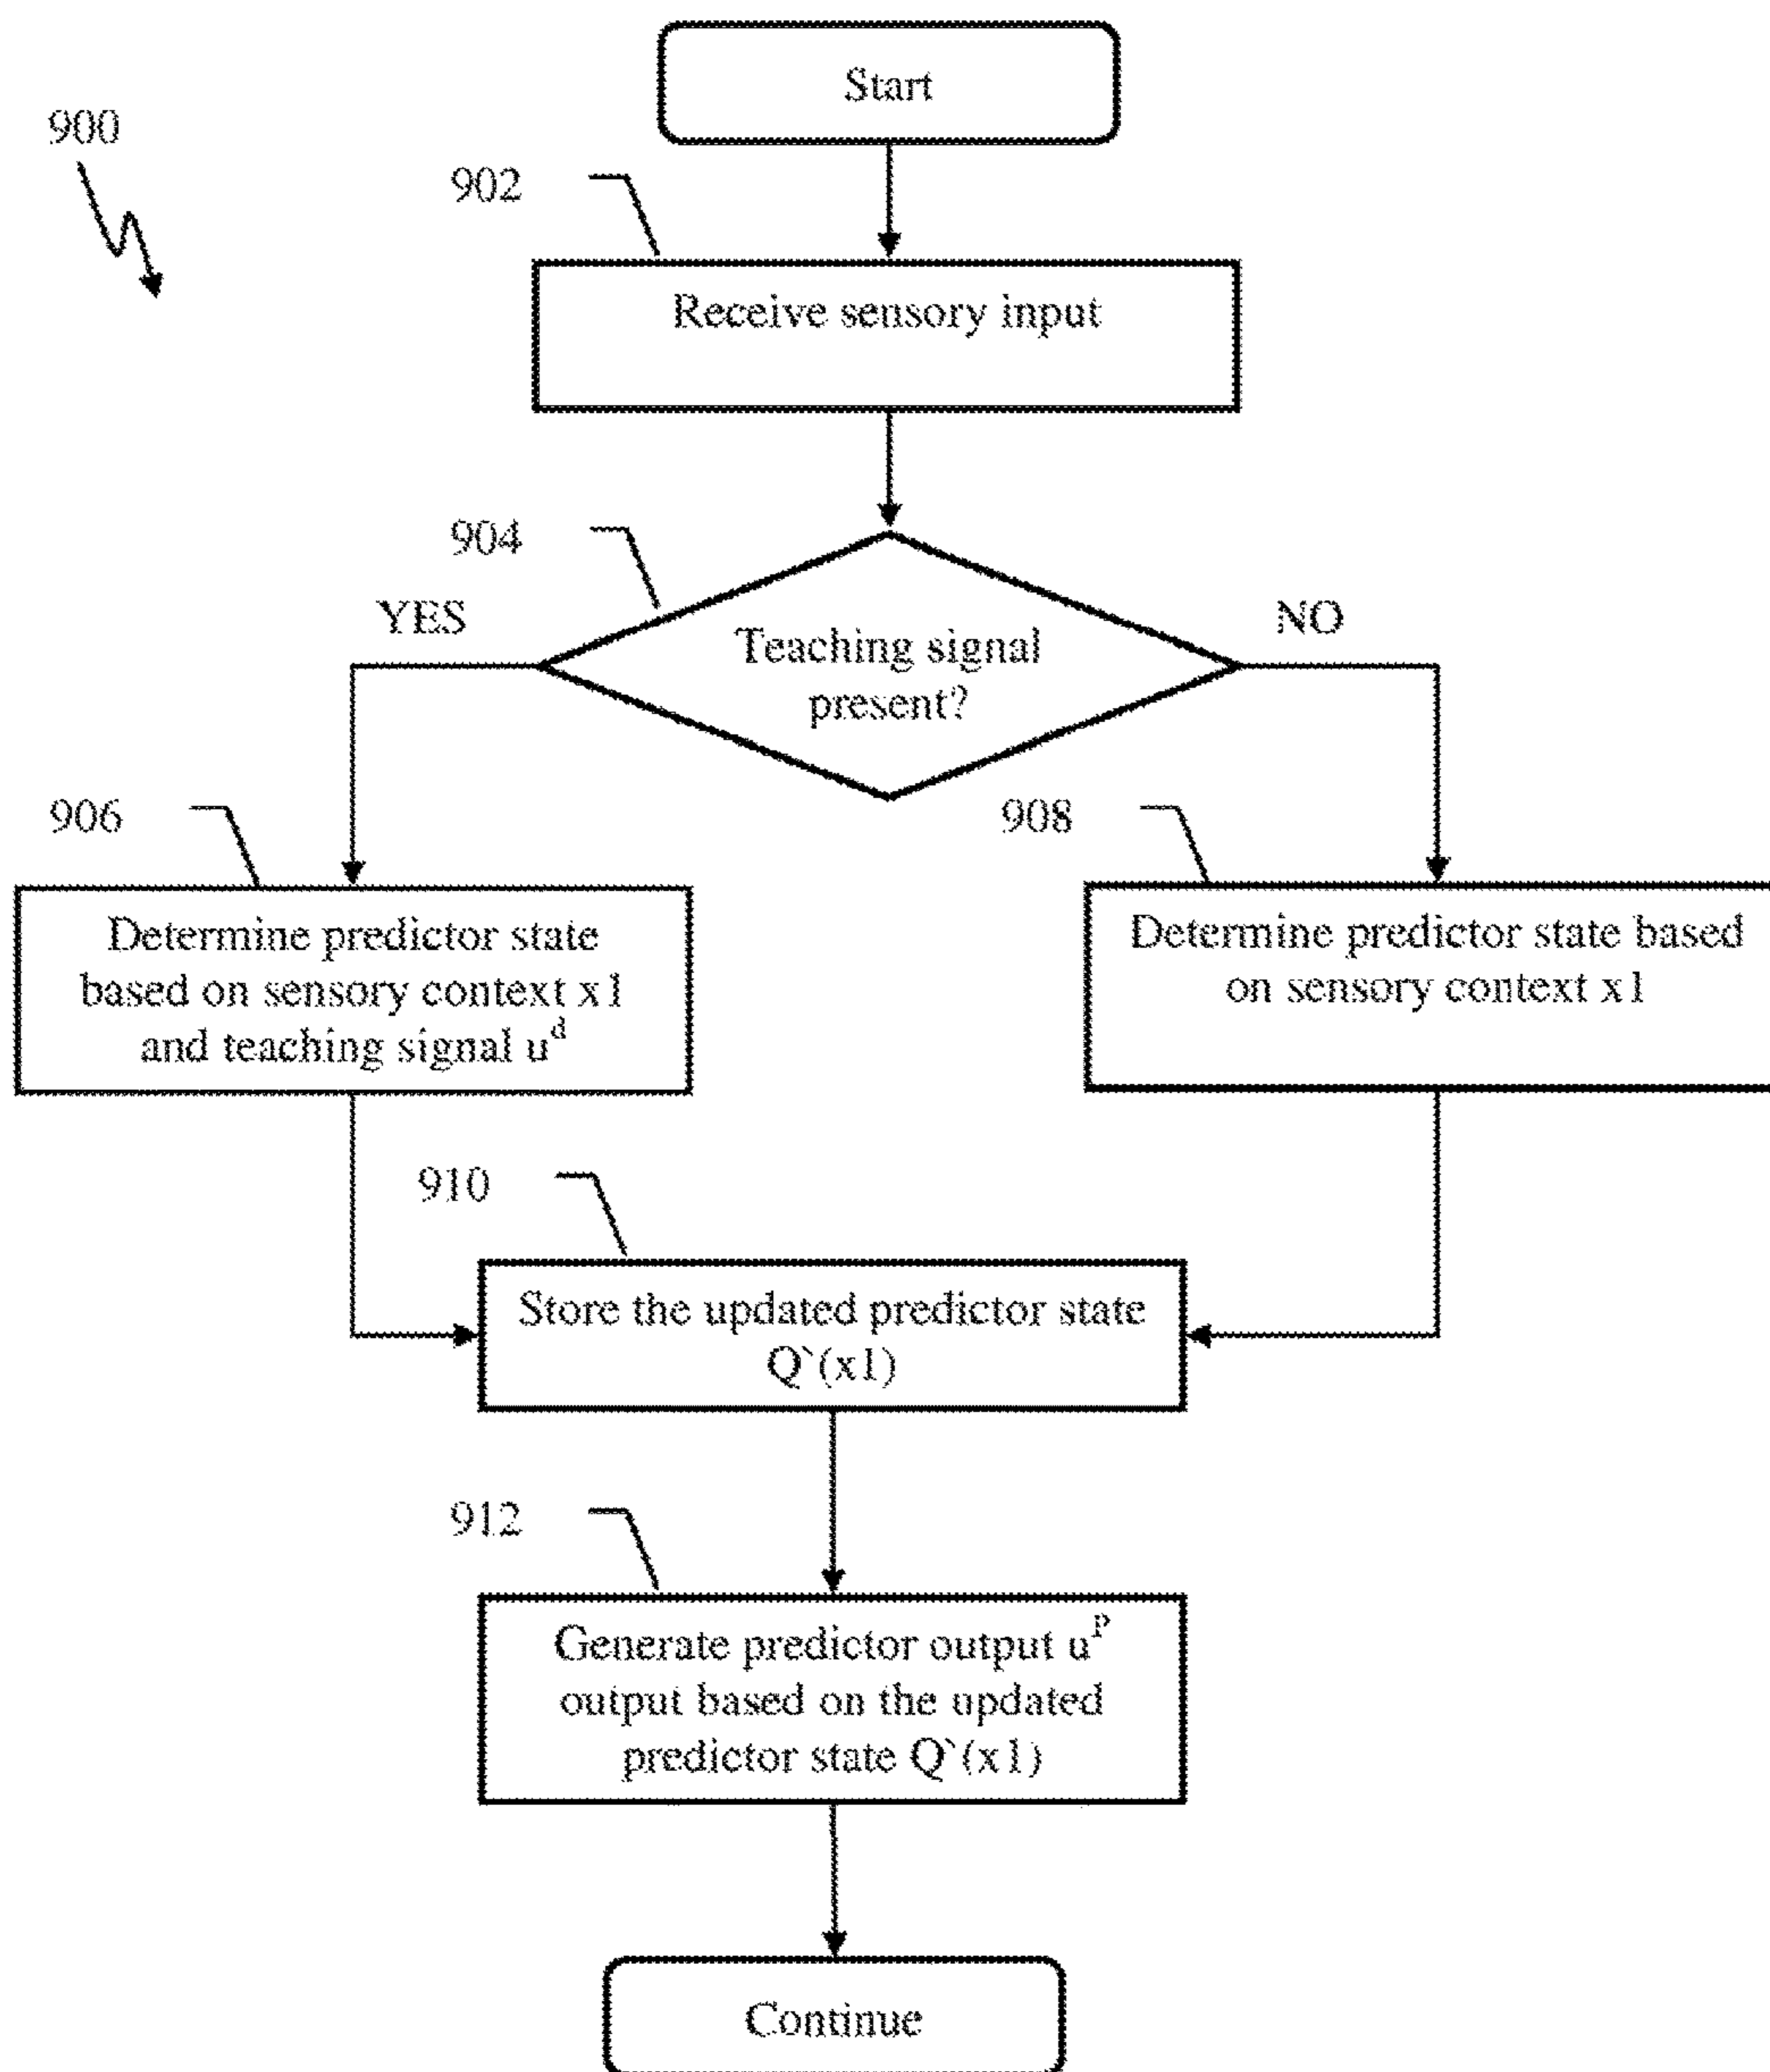 Start
900
902
Receive sensory input
904
YES
NO
Teaching signal
present?
906
908
Determine predictor state
based on sensory context x1
and teaching signal u^d
Determine predictor state based
on sensory context x1
910
Store the updated predictor state
Q`(x1)
912
Generate predictor output u^P
output based on the updated
predictor state Q`(x1)
Continue